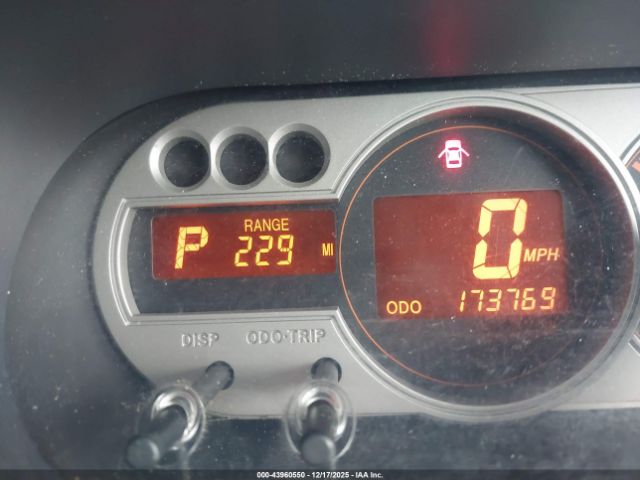 P
RANGE
229 MI
0 MPH
ODO 173769
DISP ODO·TRIP
000-43960550 — 12/17/2025 — IAA Inc.